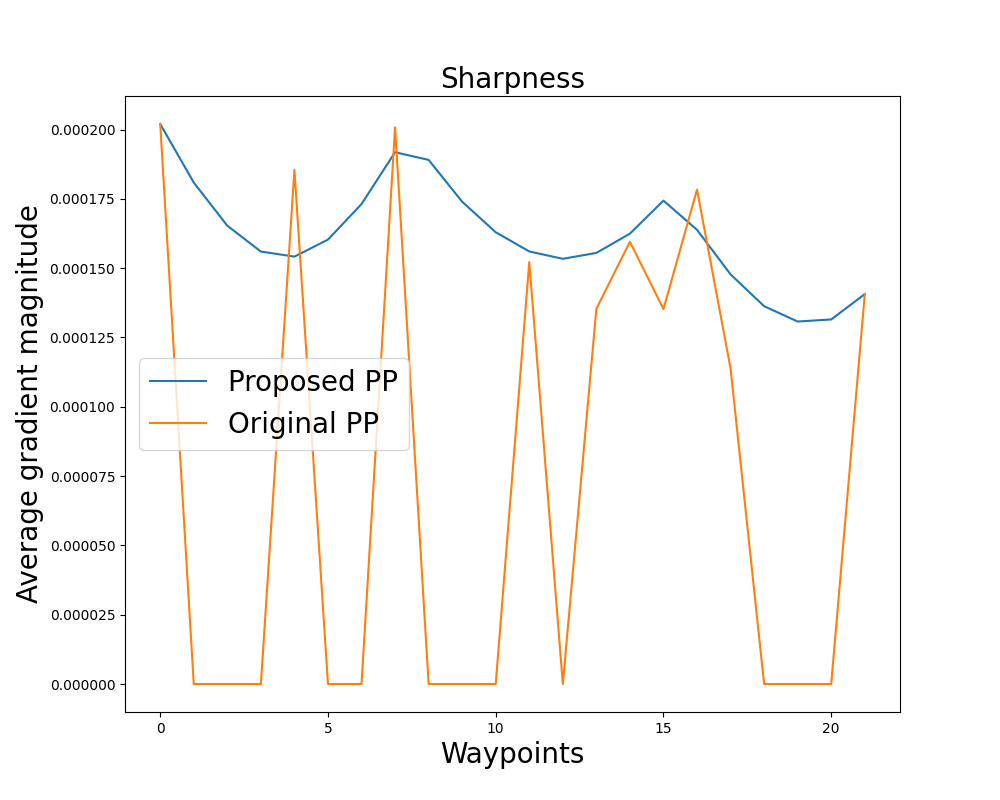 Sharpness
Average gradient magnitude
0.000200
0.000175
0.000150
0.000125
0.000100
0.000075
0.000050
0.000025
0.000000
Proposed PP
Original PP
0 5 10 15 20
Waypoints